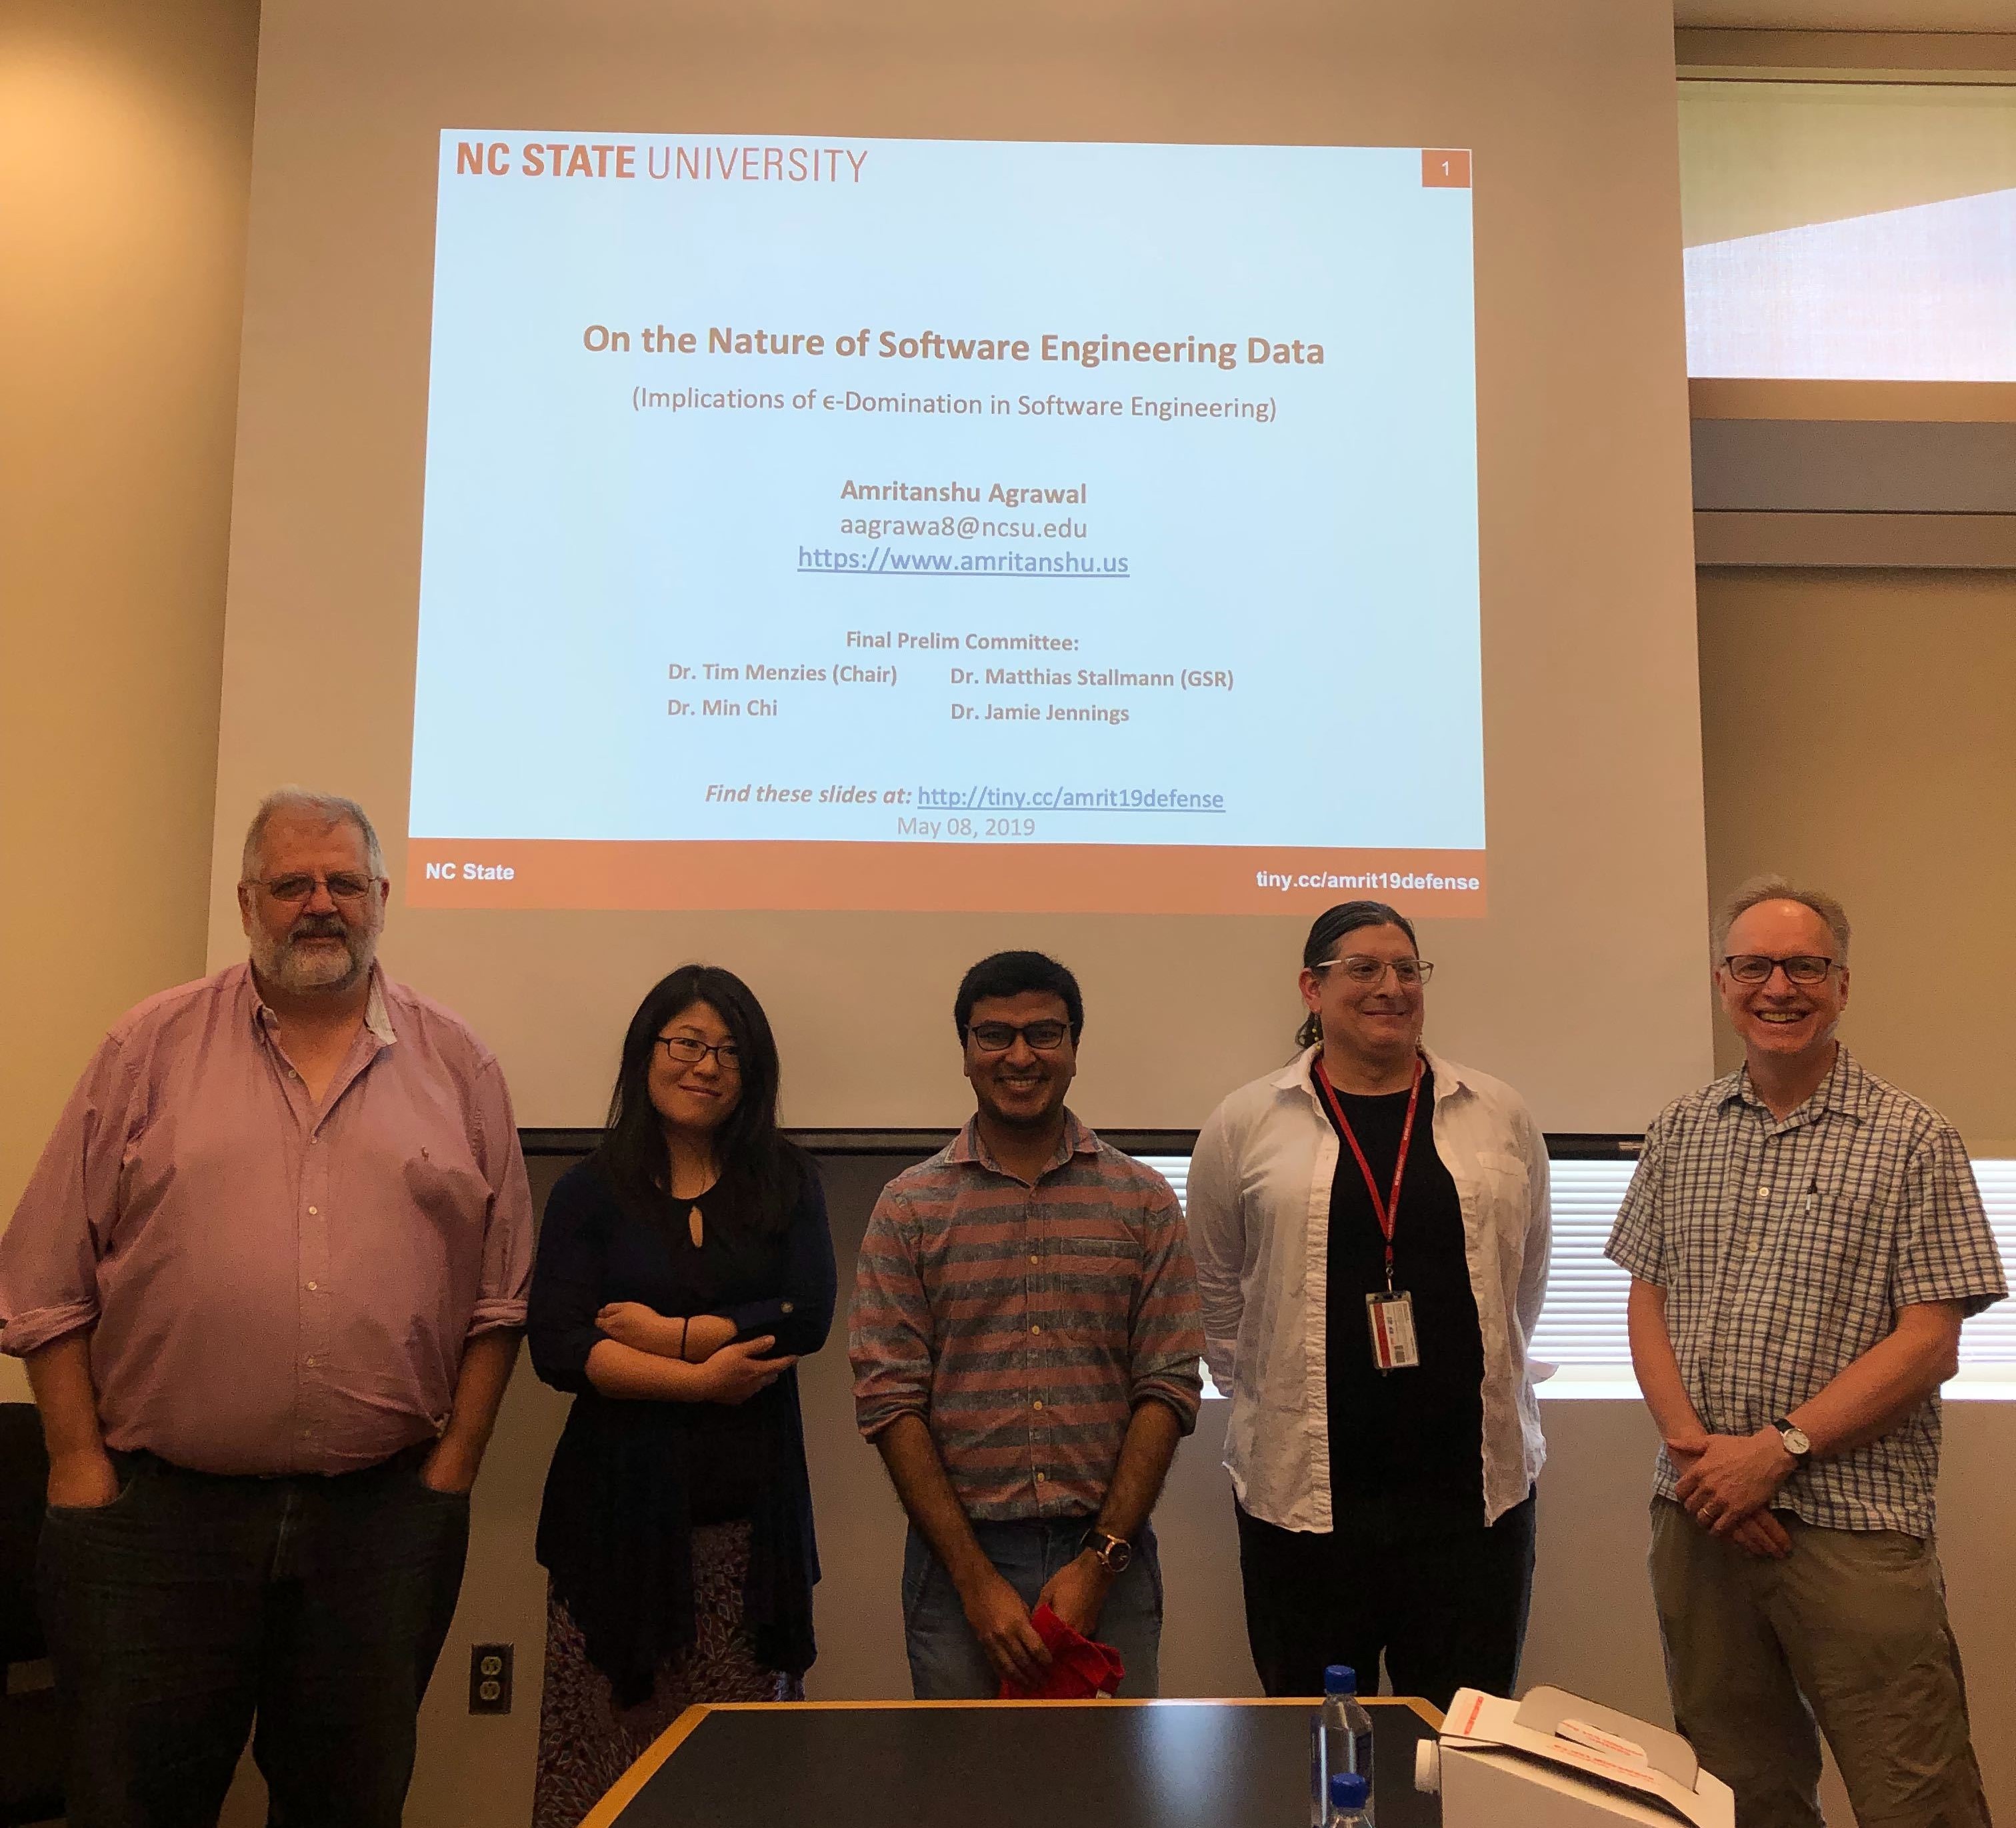 NC STATE UNIVERSITY
1
On the Nature of Software Engineering Data
(Implications of ϵ-Domination in Software Engineering)
Amritanshu Agrawal
aagrawa8@ncsu.edu
https://www.amritanshu.us
Final Prelim Committee:
Dr. Tim Menzies (Chair) Dr. Matthias Stallmann (GSR)
Dr. Min Chi Dr. Jamie Jennings
Find these slides at: http://tiny.cc/amrit19defense
May 08, 2019
NC State tiny.cc/amrit19defense